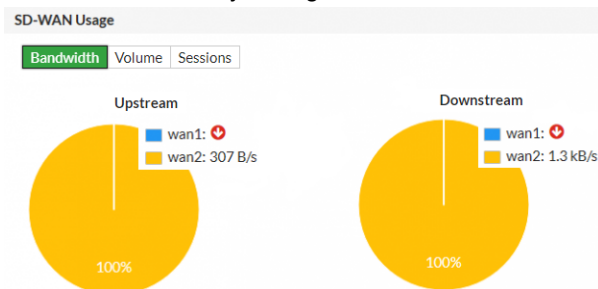 SD-WAN Usage
Bandwidth Volume Sessions
Upstream
wan1:
wan2: 307 B/s
100%
Downstream
wan1:
wan2: 1.3 kB/s
100%